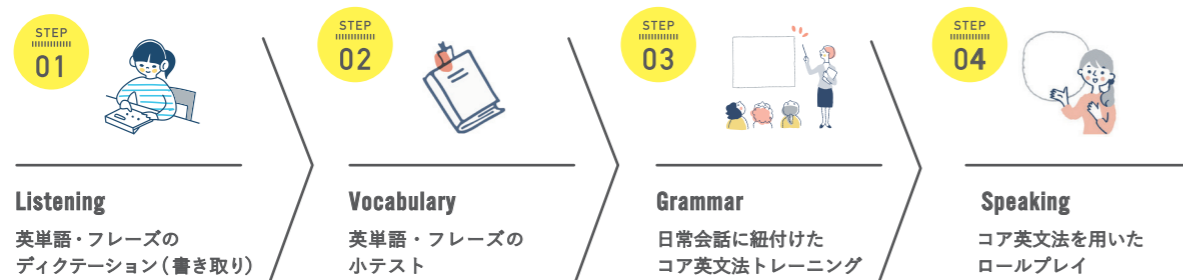 STEP
01
Listening
英単語・フレーズの
ディクテーション(書き取り)
STEP
02
Vocabulary
英単語・フレーズの
小テスト
STEP
03
Grammar
日常会話に紐付けた
コア英文法トレーニング
STEP
04
Speaking
コア英文法を用いた
ロールプレイ